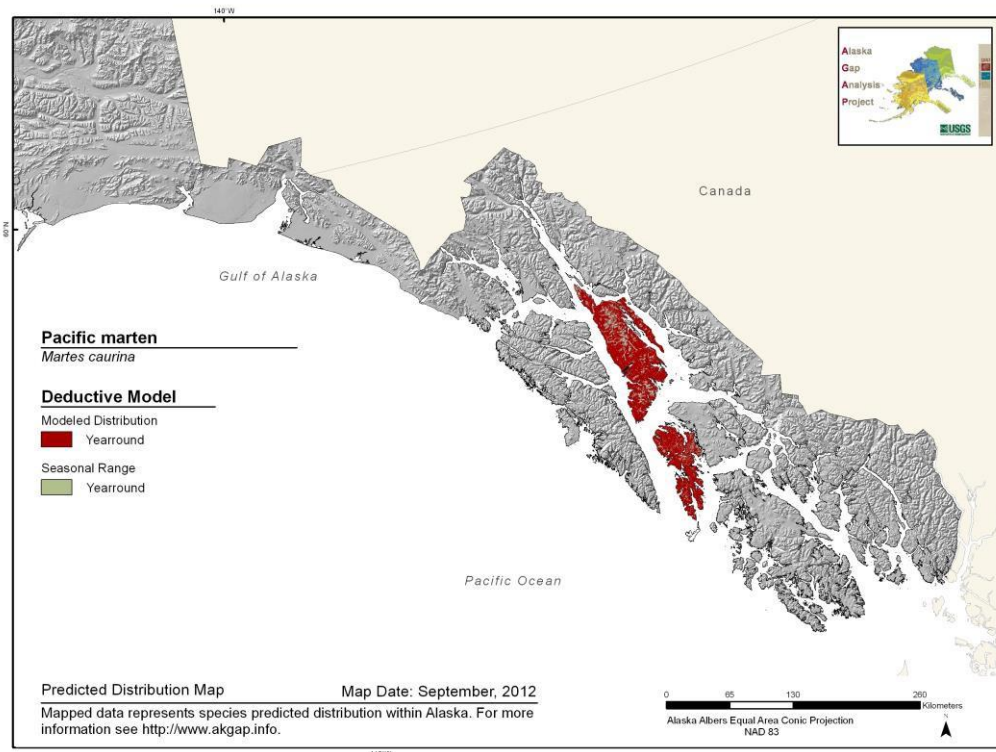 140°W
Alaska
Gap
Analysis
Project
USGS
Canada
60°N
Gulf of Alaska
Pacific marten
Martes caurina
Deductive Model
Modeled Distribution
Yearround
Seasonal Range
Yearround
Pacific Ocean
Predicted Distribution Map Map Date: September, 2012
Mapped data represents species predicted distribution within Alaska. For more
information see http://www.akgap.info.
0 65 130 260
Kilometers
Alaska Albers Equal Area Conic Projection
NAD 83
N